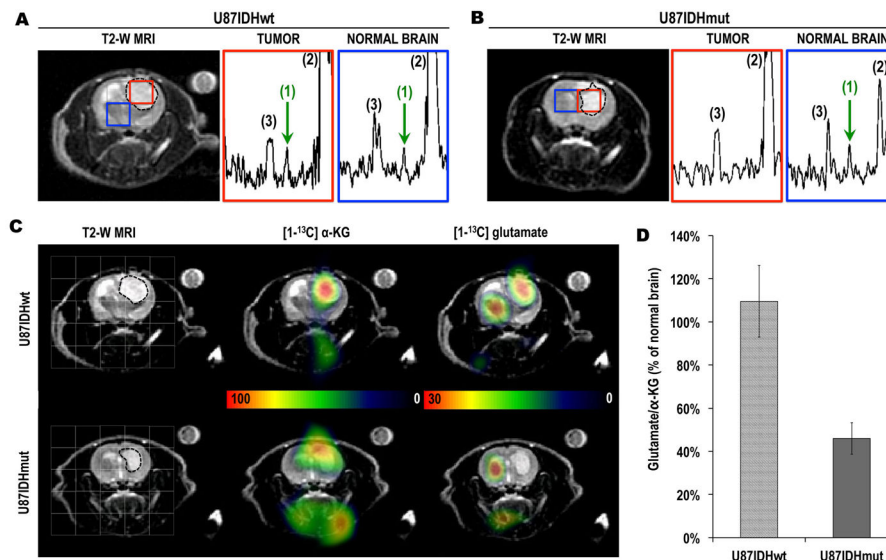 A
U87IDHwt
T2-W MRI TUMOR NORMAL BRAIN
(2)
(1)
(3)
(2)
(1)
(3)
B
U87IDHmut
T2-W MRI TUMOR NORMAL BRAIN
(2)
(3)
(2)
(1)
(3)
C
T2-W MRI [1-¹³C] α-KG [1-¹³C] glutamate
U87IDHwt
100 0 30 0
U87IDHmut
D
Glutamate/α-KG (% of normal brain)
140%
120%
100%
80%
60%
40%
20%
0%
U87IDHwt U87IDHmut